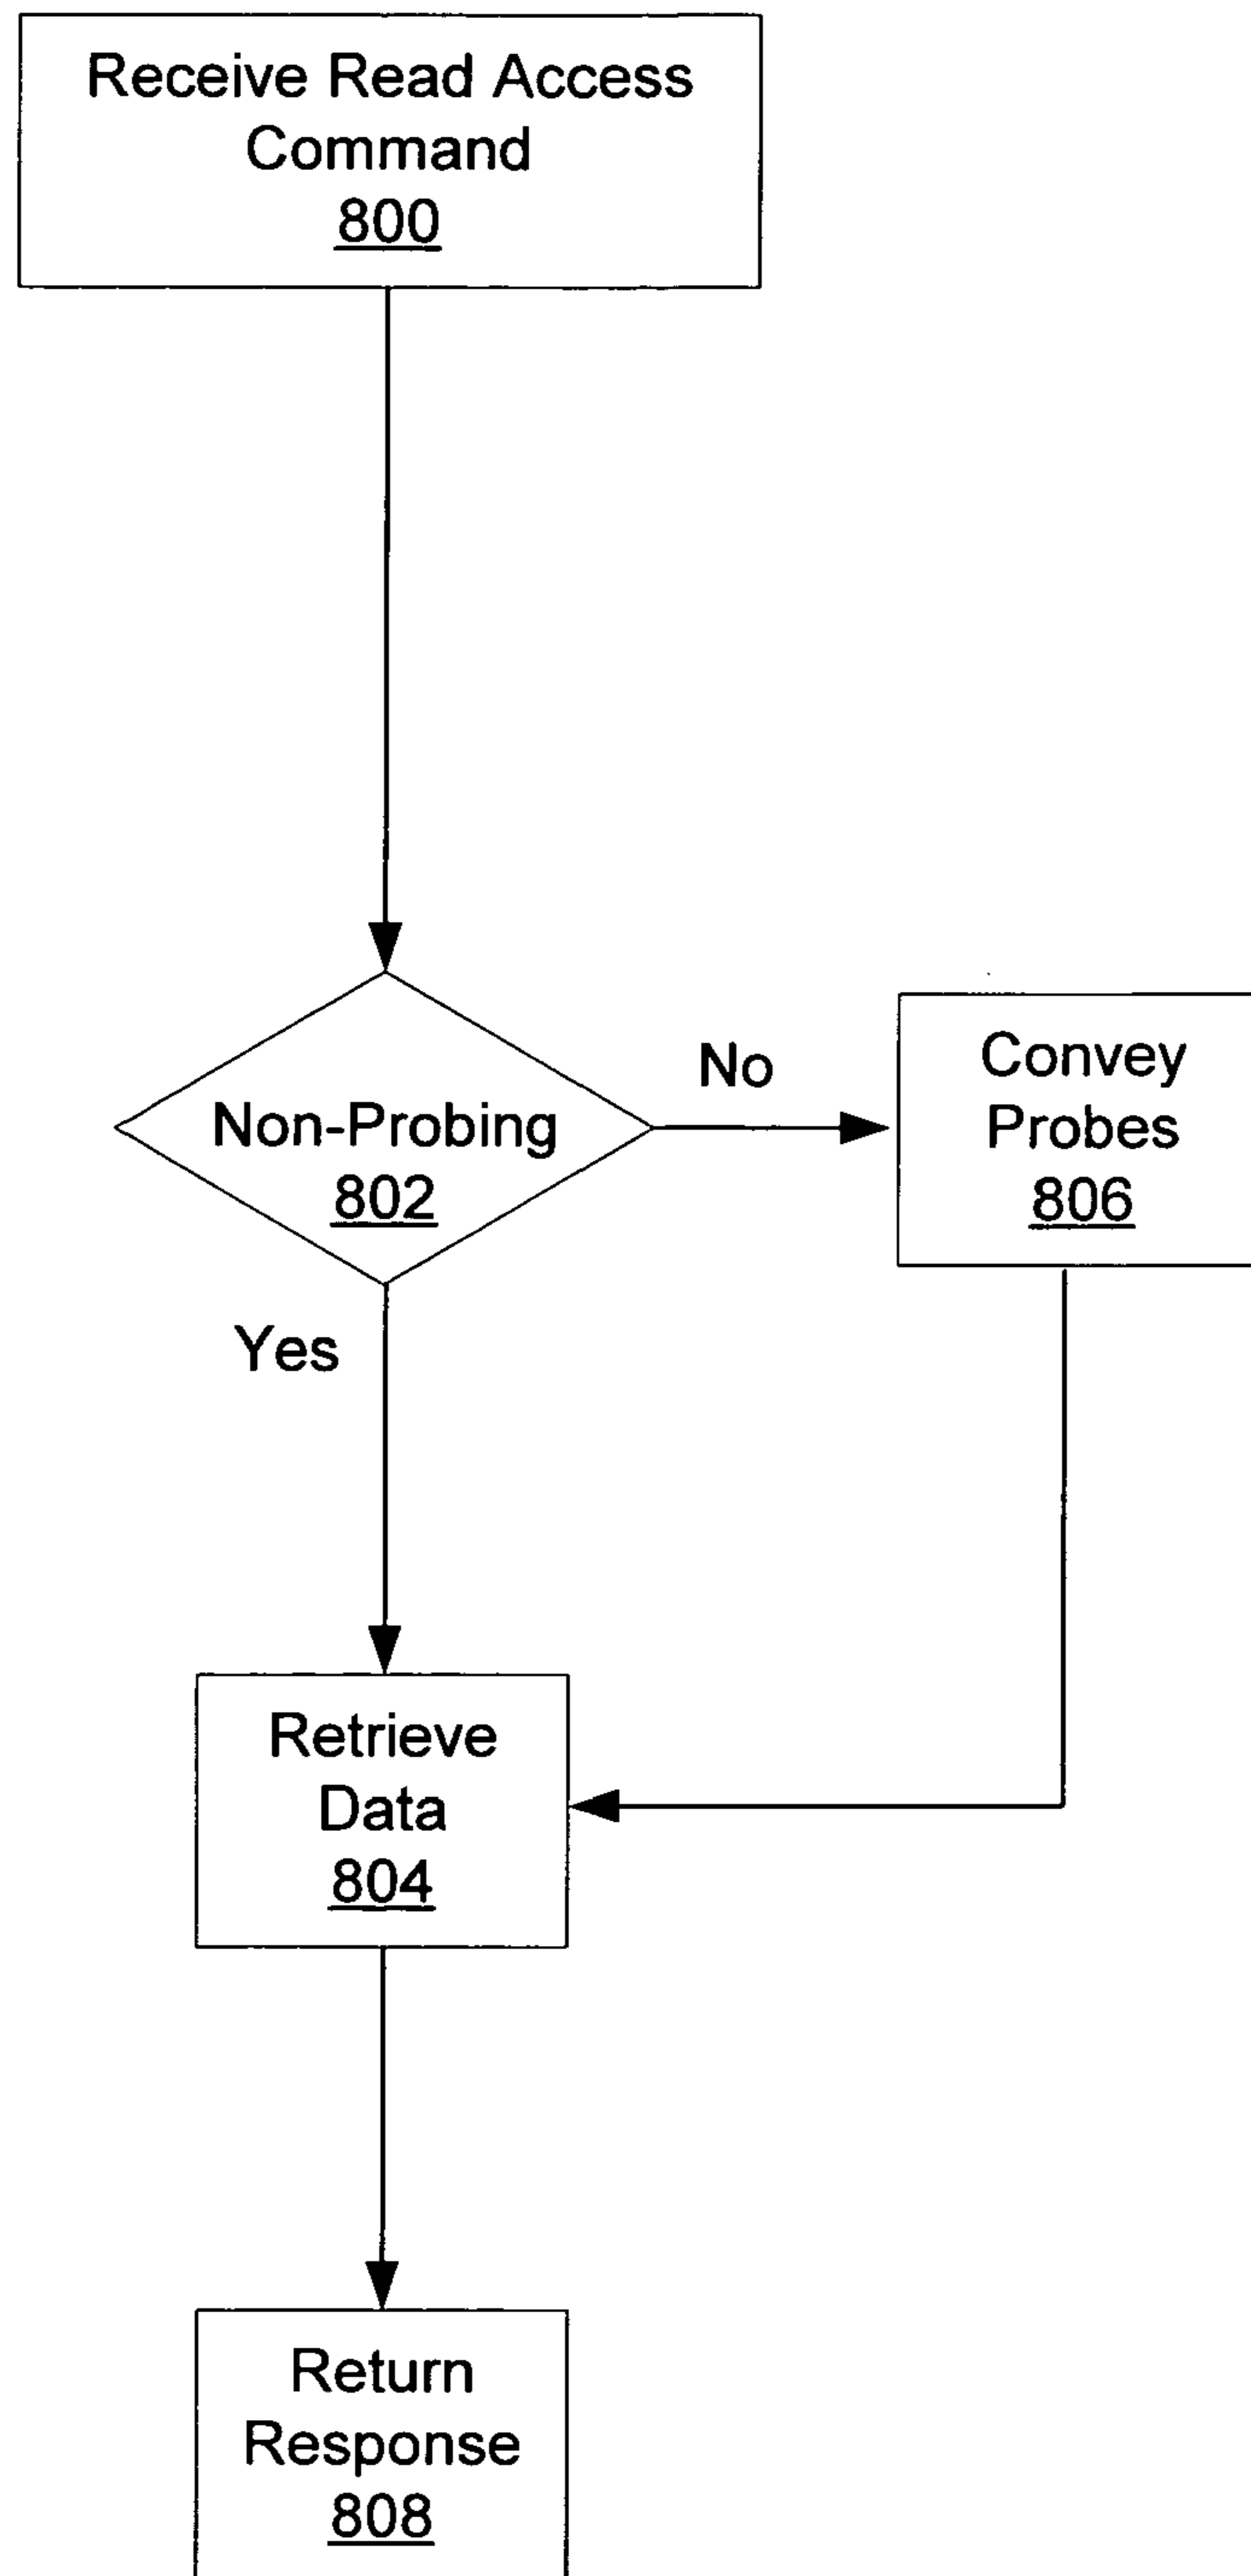 Receive Read Access
Command
800
Non-Probing
802
No
Convey
Probes
806
Yes
Retrieve
Data
804
Return
Response
808